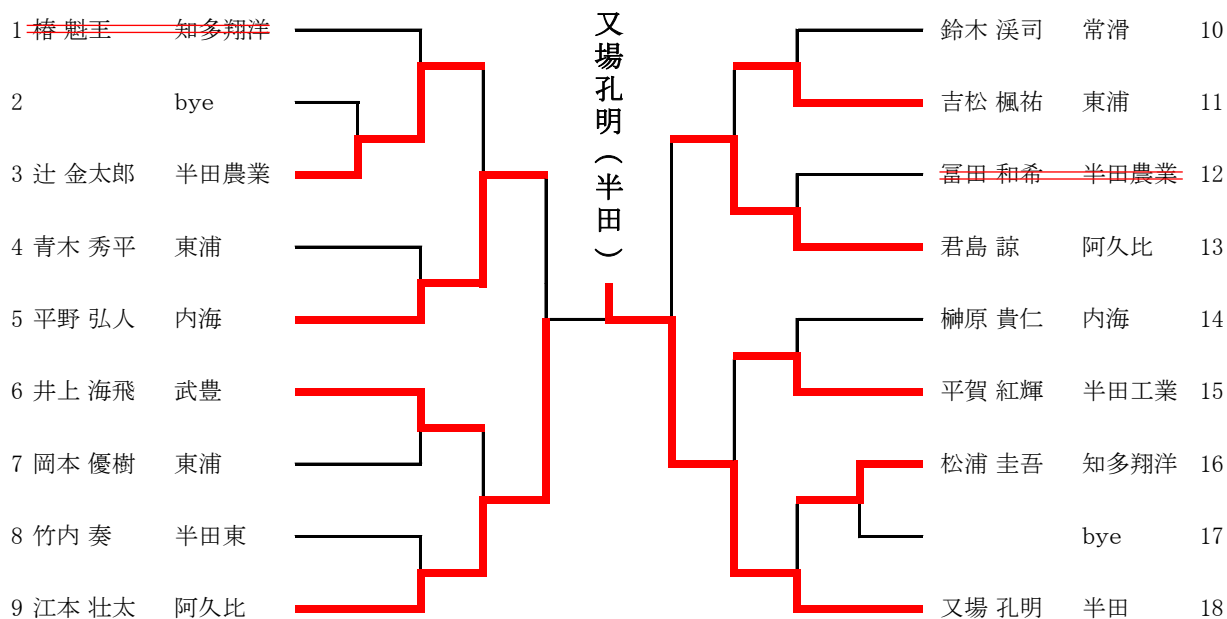 1 椿 魁王 知多翔洋
2 bye
3 辻 金太郎 半田農業
4 青木 秀平 東浦
5 平野 弘人 内海
6 井上 海飛 武豊
7 岡本 優樹 東浦
8 竹内 奏 半田東
9 江本 壮太 阿久比
又場孔明(半田)
鈴木 渓司 常滑 10
吉松 楓祐 東浦 11
冨田 和希 半田農業 12
君島 諒 阿久比 13
榊原 貴仁 内海 14
平賀 紅輝 半田工業 15
松浦 圭吾 知多翔洋 16
bye 17
又場 孔明 半田 18